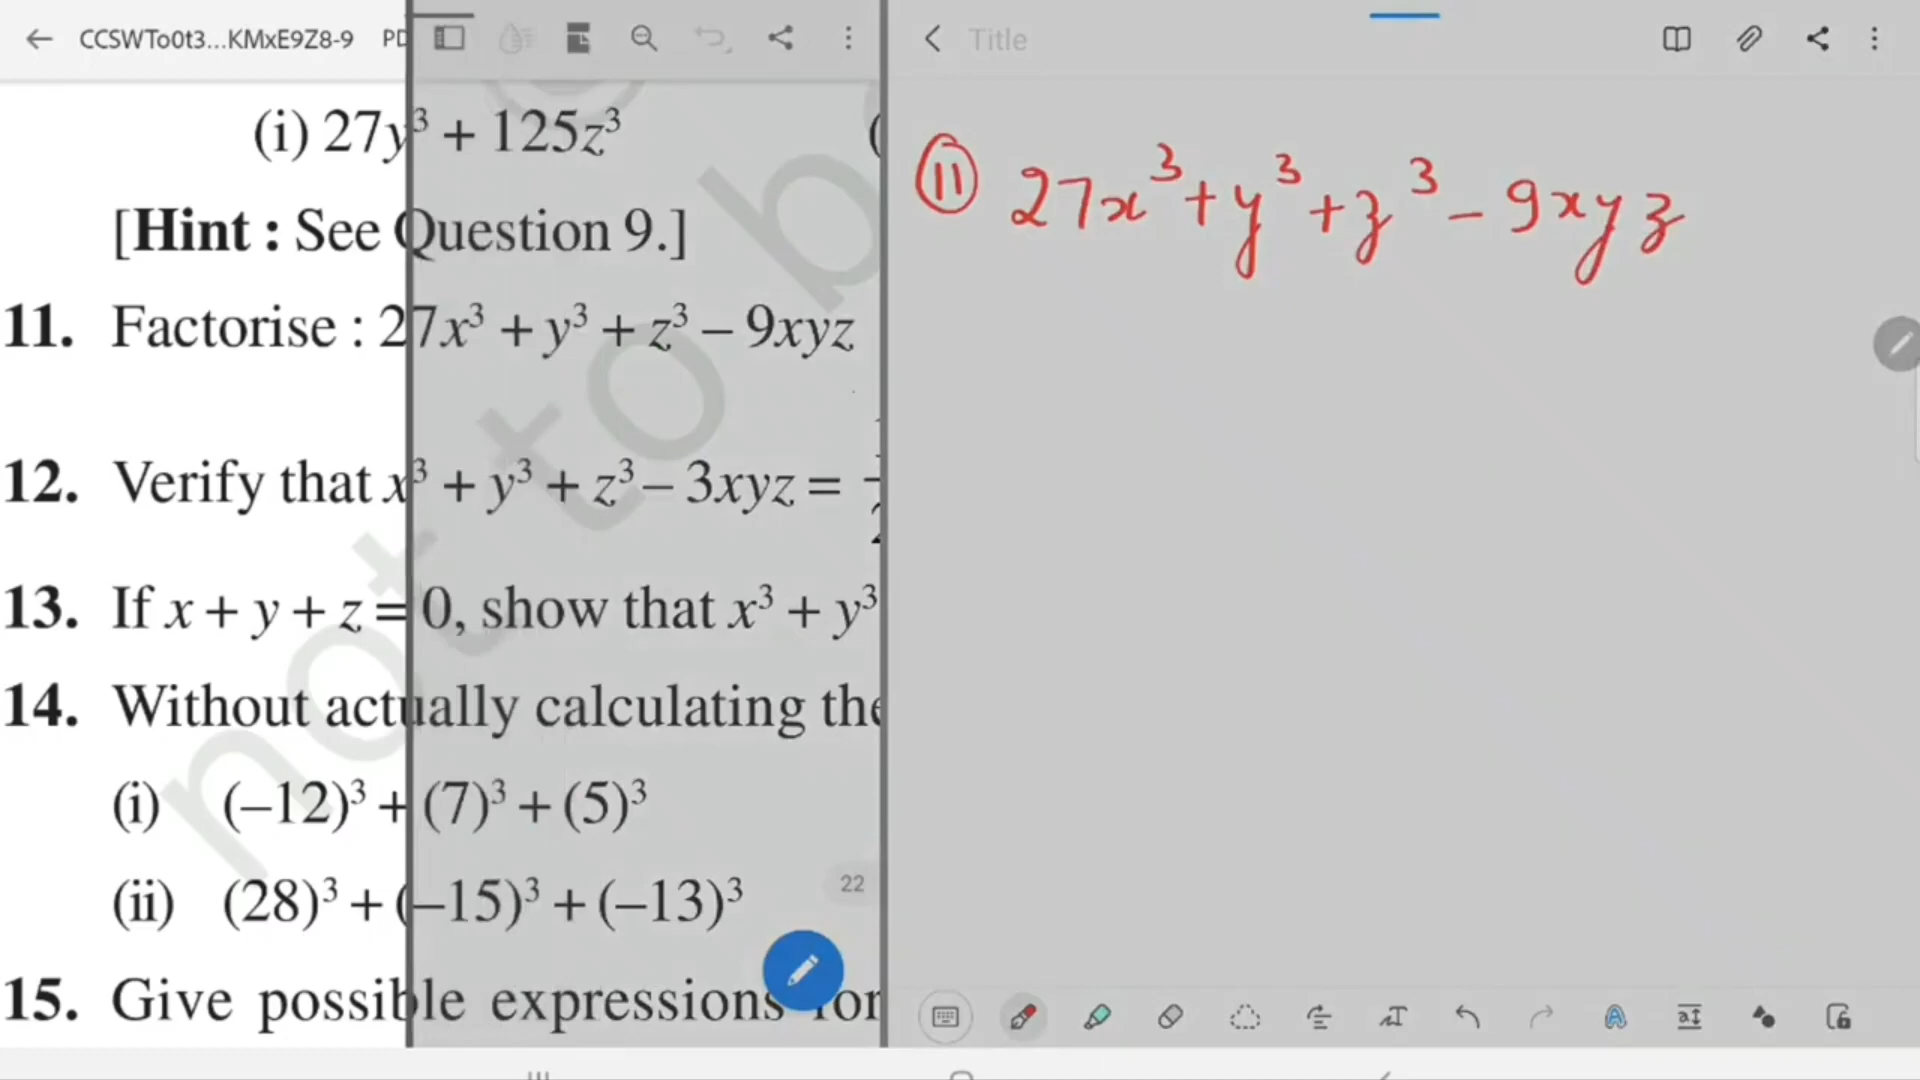 CCSWTo0t3...KMxE9Z8-9 PD
(i) 27y³ + 125z³ (
[Hint : See Question 9.]
11. Factorise : 27x³ + y³ + z³ – 9xyz
12. Verify that x³ + y³ + z³ – 3xyz =
13. If x + y + z = 0, show that x³ + y³
14. Without actually calculating the
(i) (–12)³ + (7)³ + (5)³
(ii) (28)³ + (–15)³ + (–13)³
22
15. Give possible expressions for
not to b
Title
11 27x³ + y³ + z³ – 9xyz